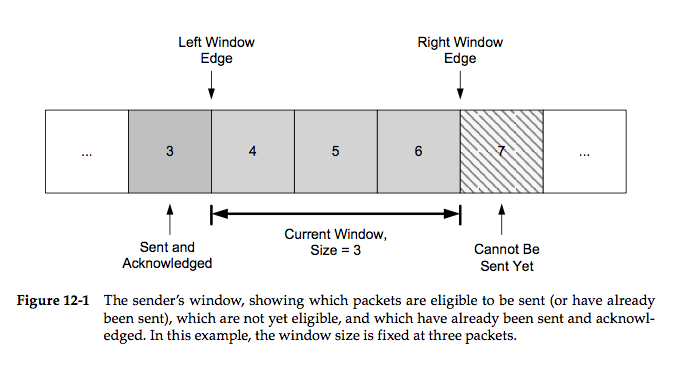 Left Window
Edge
Right Window
Edge
...
3
4
5
6
7
...
Sent and
Acknowledged
Current Window,
Size = 3
Cannot Be
Sent Yet
Figure 12-1 The sender's window, showing which packets are eligible to be sent (or have already
been sent), which are not yet eligible, and which have already been sent and acknowl-
edged. In this example, the window size is fixed at three packets.